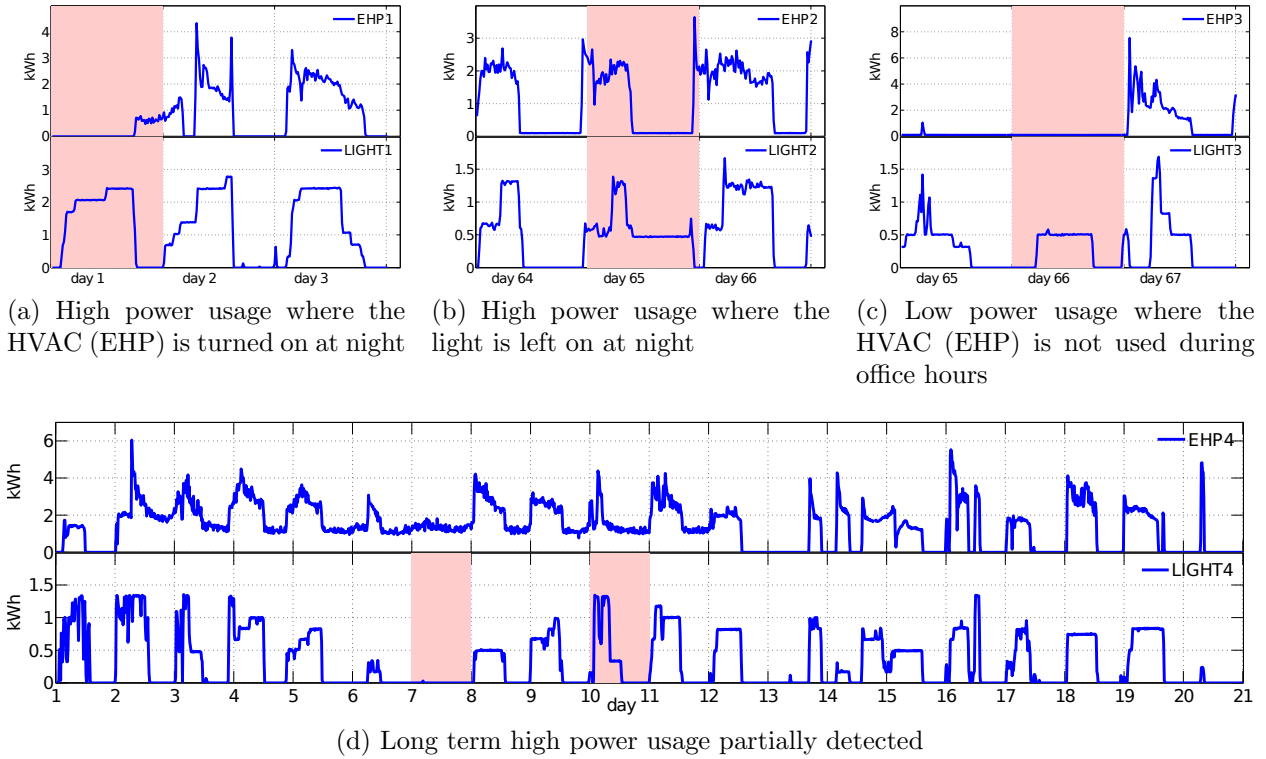 EHP1
4
3
2
1
0
kWh
LIGHT1
3
2
1
0
kWh
day 1 day 2 day 3
EHP2
3
2
1
0
kWh
LIGHT2
1.5
1
0.5
0
kWh
day 64 day 65 day 66
EHP3
9
6
3
0
kWh
LIGHT3
1.5
1
0.5
0
kWh
day 65 day 66 day 67
(a) High power usage where the
HVAC (EHP) is turned on at night
(b) High power usage where the
light is left on at night
(c) Low power usage where the
HVAC (EHP) is not used during
office hours
EHP4
6
4
2
0
kWh
LIGHT4
1.5
1
0.5
0
kWh
1 2 3 4 5 6 7 8 9 10 11 12 13 14 15 16 17 18 19 20 21
day
(d) Long term high power usage partially detected